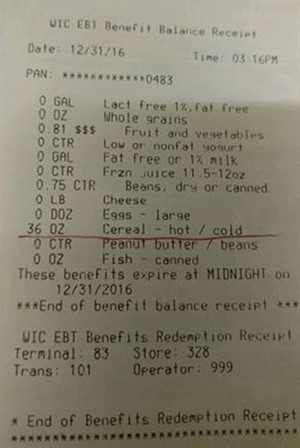 WIC EBT Benefit Balance Receipt
Date: 12/31/16 Time: 03:16PM
PAN: ************0483
0 GAL Lact free 1%,fat free
0 OZ Whole grains
0.81 $$$ Fruit and vegetables
0 CTR Low or nonfat yogurt
0 GAL Fat free or 1% milk
0 CTR Frzn juice 11.5-12oz
0.75 CTR Beans, dry or canned
0 LB Cheese
0 DOZ Eggs - large
36 OZ Cereal - hot / cold
0 CTR Peanut butter / beans
0 OZ Fish - canned
These benefits expire at MIDNIGHT on
12/31/2016
***End of benefit balance receipt ***
WIC EBT Benefits Redemption Receipt
Terminal: 83 Store: 328
Trans: 101 Operator: 999
* End of Benefits Redemption Receipt
************************************